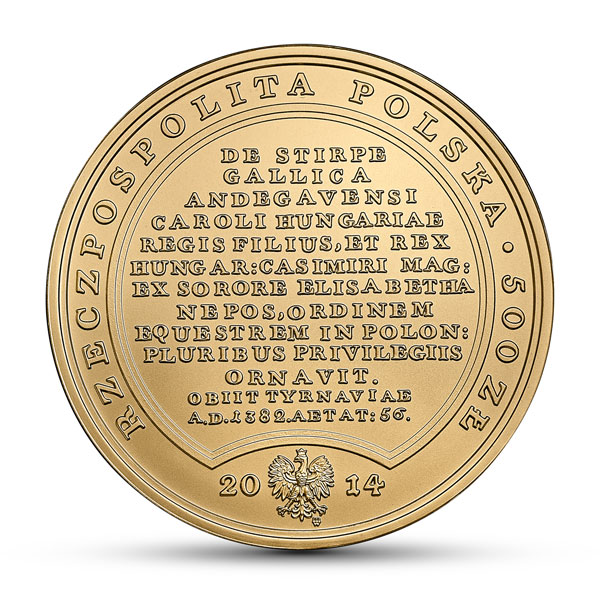 RZECZPOSPOLITA POLSKA · 500 ZŁ
DE STIRPE
GALLICA
ANDEGAVENSI
CAROLI HUNGARIAE
REGIS FILIUS, ET REX
HUNGAR: CASIMIRI MAG:
EX SORORE ELISABETHA
NEPOS, ORDINEM
EQUESTREM IN POLON:
PLURIBUS PRIVILEGIIS
ORNAVIT.
OBIIT TYRNAVIAE
A.D. 1382. AETAT: 56.
20 14